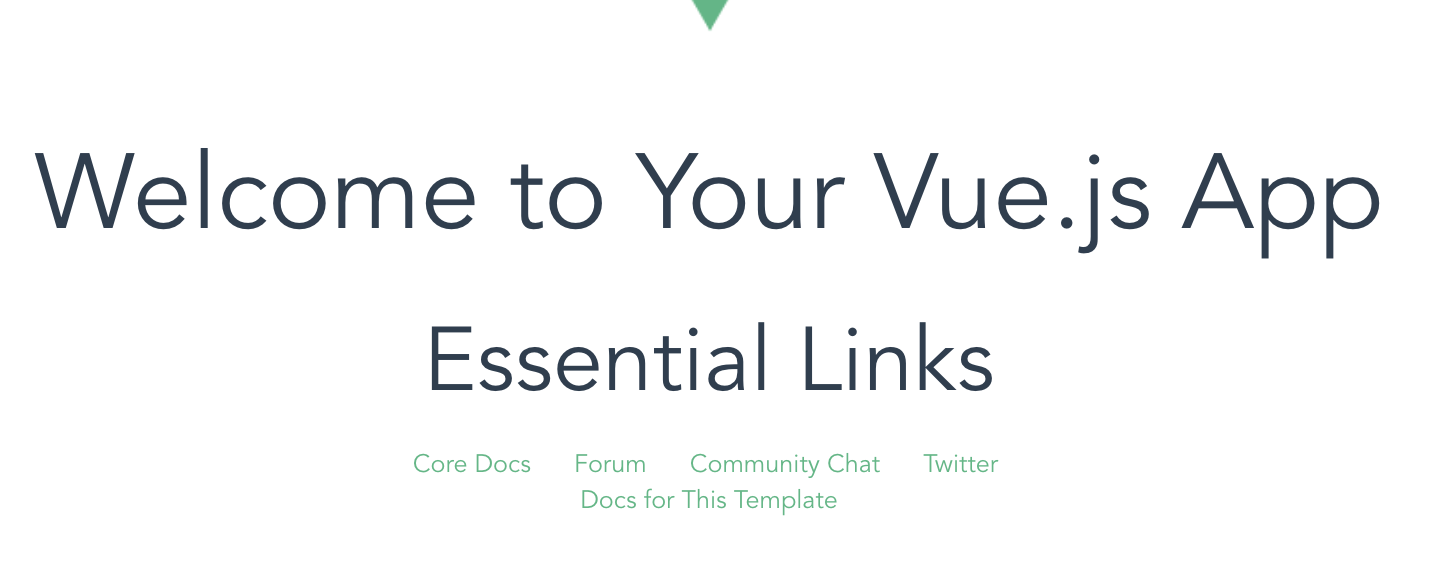 Welcome to Your Vue.js App
Essential Links
Core Docs Forum Community Chat Twitter
Docs for This Template